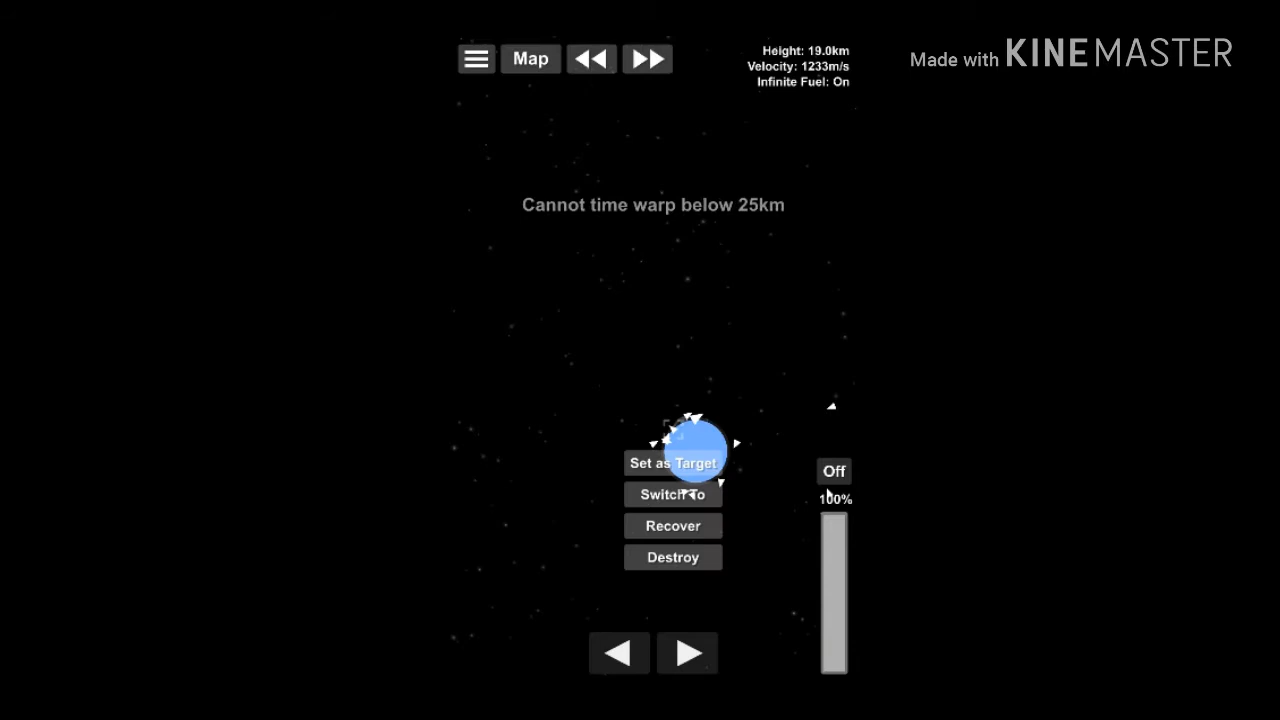 Map
Height: 19.0km
Velocity: 1233m/s
Infinite Fuel: On
Made with KINEMASTER
Cannot time warp below 25km
Set as Target
Switch To
Recover
Destroy
Off
100%